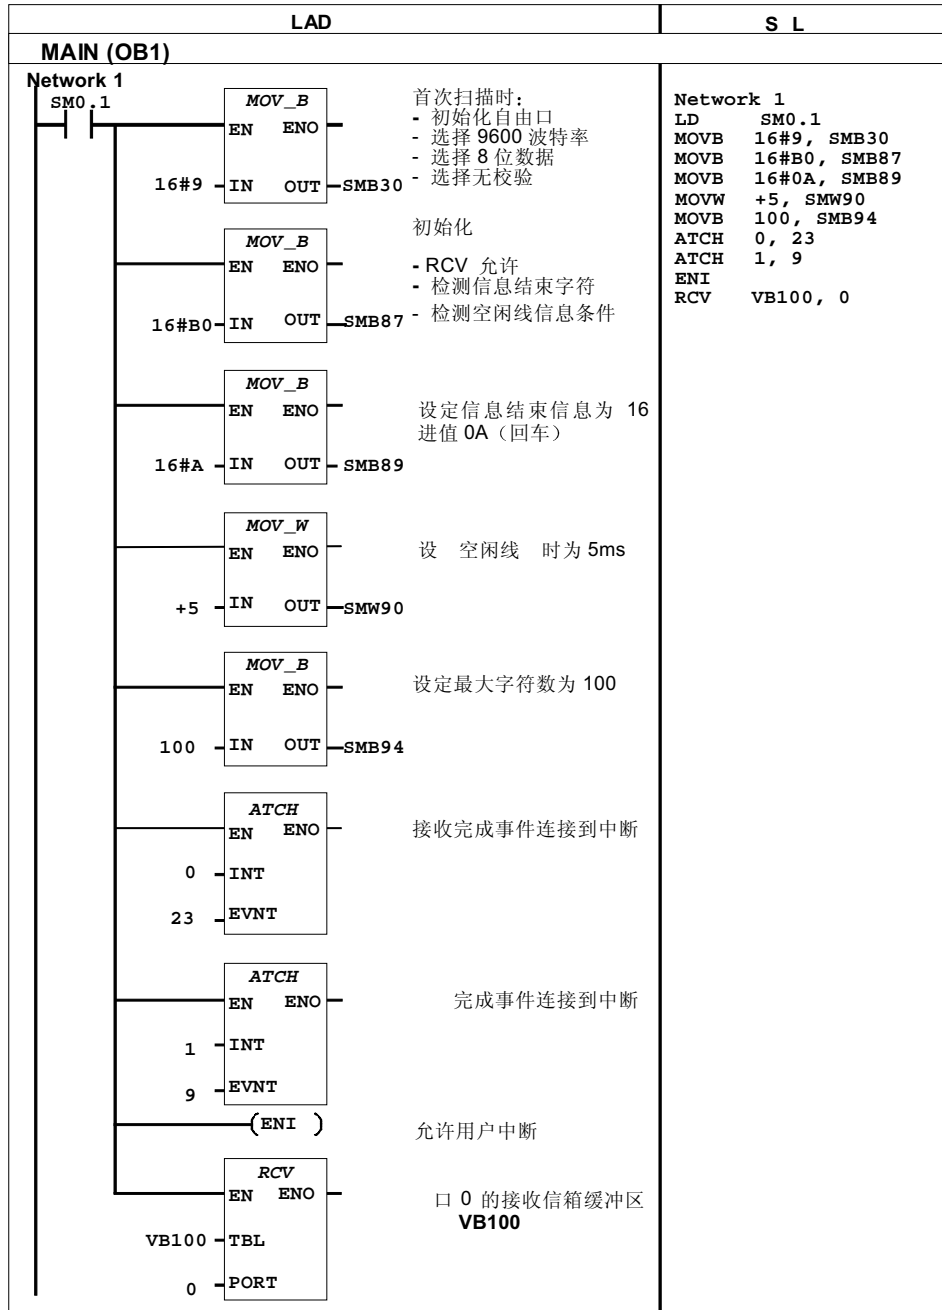 LAD
S L
MAIN (OB1)
Network 1
SM0.1
MOV_B
EN ENO
16#9 IN OUT SMB30
首次扫描时：
- 初始化自由口
- 选择 9600 波特率
- 选择 8 位数据
- 选择无校验
MOV_B
EN ENO
16#B0 IN OUT SMB87
初始化
- RCV 允许
- 检测信息结束字符
- 检测空闲线信息条件
MOV_B
EN ENO
16#A IN OUT SMB89
设定信息结束信息为 16
进值 0A（回车）
MOV_W
EN ENO
+5 IN OUT SMW90
设 空闲线 时为 5ms
MOV_B
EN ENO
100 IN OUT SMB94
设定最大字符数为 100
ATCH
EN ENO
0 INT
23 EVNT
接收完成事件连接到中断
ATCH
EN ENO
1 INT
9 EVNT
完成事件连接到中断
(ENI )
允许用户中断
RCV
EN ENO
VB100 TBL
0 PORT
口 0 的接收信箱缓冲区
VB100
Network 1
LD SM0.1
MOVB 16#9, SMB30
MOVB 16#B0, SMB87
MOVB 16#0A, SMB89
MOVW +5, SMW90
MOVB 100, SMB94
ATCH 0, 23
ATCH 1, 9
ENI
RCV VB100, 0